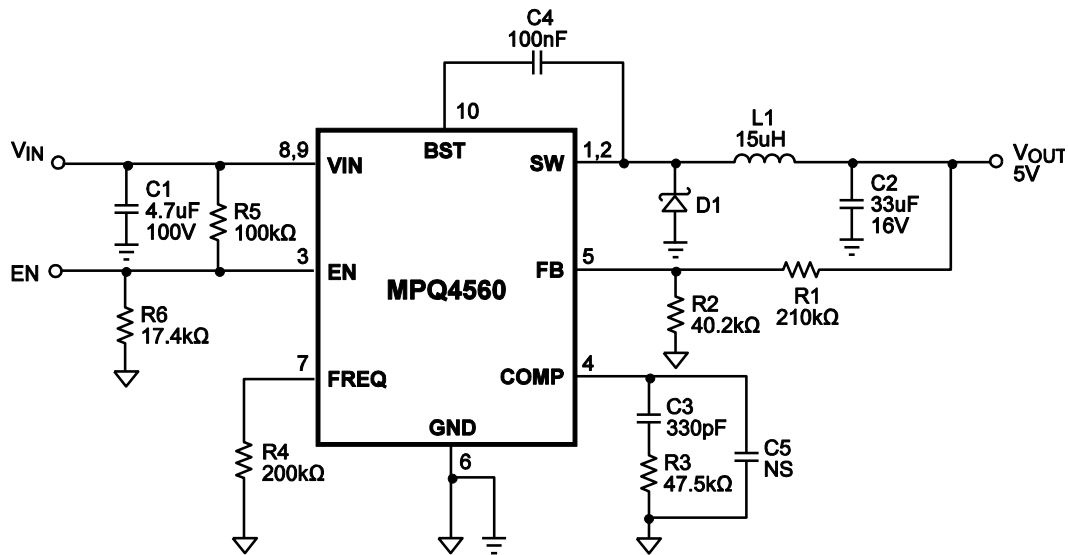 C4
100nF
10
BST
VIN
8,9
VIN
C1
4.7uF
100V
R5
100kΩ
EN
3
EN
R6
17.4kΩ
7
FREQ
R4
200kΩ
MPQ4560
GND
6
SW
1,2
L1
15uH
D1
C2
33uF
16V
VOUT
5V
FB
5
R2
40.2kΩ
R1
210kΩ
COMP
4
C3
330pF
R3
47.5kΩ
C5
NS